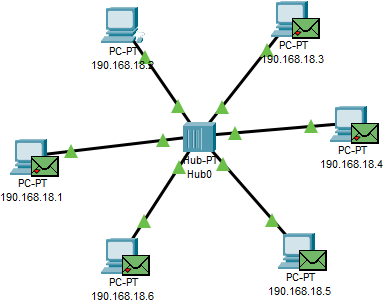 PC-PT
190.168.18.2
PC-PT
190.168.18.3
PC-PT
190.168.18.4
Hub-PT
Hub0
PC-PT
190.168.18.1
PC-PT
190.168.18.6
PC-PT
190.168.18.5